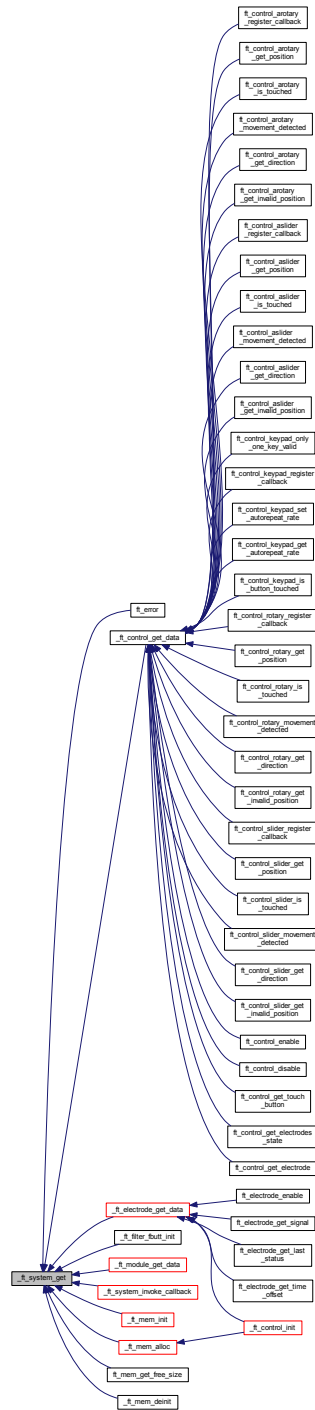 ft_control_arotary
_register_callback
ft_control_arotary
_get_position
ft_control_arotary
_is_touched
ft_control_arotary
_movement_detected
ft_control_arotary
_get_direction
ft_control_arotary
_get_invalid_position
ft_control_aslider
_register_callback
ft_control_aslider
_get_position
ft_control_aslider
_is_touched
ft_control_aslider
_movement_detected
ft_control_aslider
_get_direction
ft_control_aslider
_get_invalid_position
ft_control_keypad_only
_one_key_valid
ft_control_keypad_register
_callback
ft_control_keypad_set
_autorepeat_rate
ft_control_keypad_get
_autorepeat_rate
ft_control_keypad_is
_button_touched
ft_error
ft_control_rotary_register
_callback
_ft_control_get_data
ft_control_rotary_get
_position
ft_control_rotary_is
_touched
ft_control_rotary_movement
_detected
ft_control_rotary_get
_direction
ft_control_rotary_get
_invalid_position
ft_control_slider_register
_callback
ft_control_slider_get
_position
ft_control_slider_is
_touched
ft_control_slider_movement
_detected
ft_control_slider_get
_direction
ft_control_slider_get
_invalid_position
ft_control_enable
ft_control_disable
ft_control_get_touch
_button
ft_control_get_electrodes
_state
ft_control_get_electrode
ft_electrode_enable
_ft_electrode_get_data
ft_electrode_get_signal
_ft_filter_fbutt_init
ft_electrode_get_last
_status
_ft_module_get_data
_ft_system_get
_ft_system_invoke_callback
ft_electrode_get_time
_offset
_ft_mem_init
_ft_control_init
_ft_mem_alloc
ft_mem_get_free_size
_ft_mem_deinit